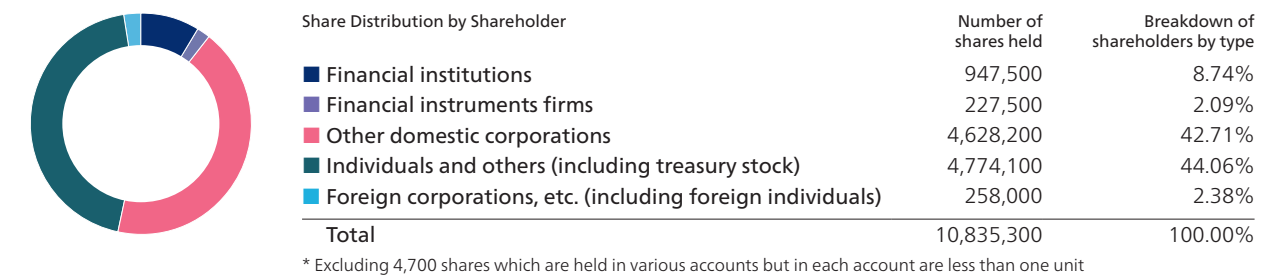 Share Distribution by Shareholder Number of shares held Breakdown of shareholders by type
Financial institutions 947,500 8.74%
Financial instruments firms 227,500 2.09%
Other domestic corporations 4,628,200 42.71%
Individuals and others (including treasury stock) 4,774,100 44.06%
Foreign corporations, etc. (including foreign individuals) 258,000 2.38%
Total 10,835,300 100.00%
* Excluding 4,700 shares which are held in various accounts but in each account are less than one unit